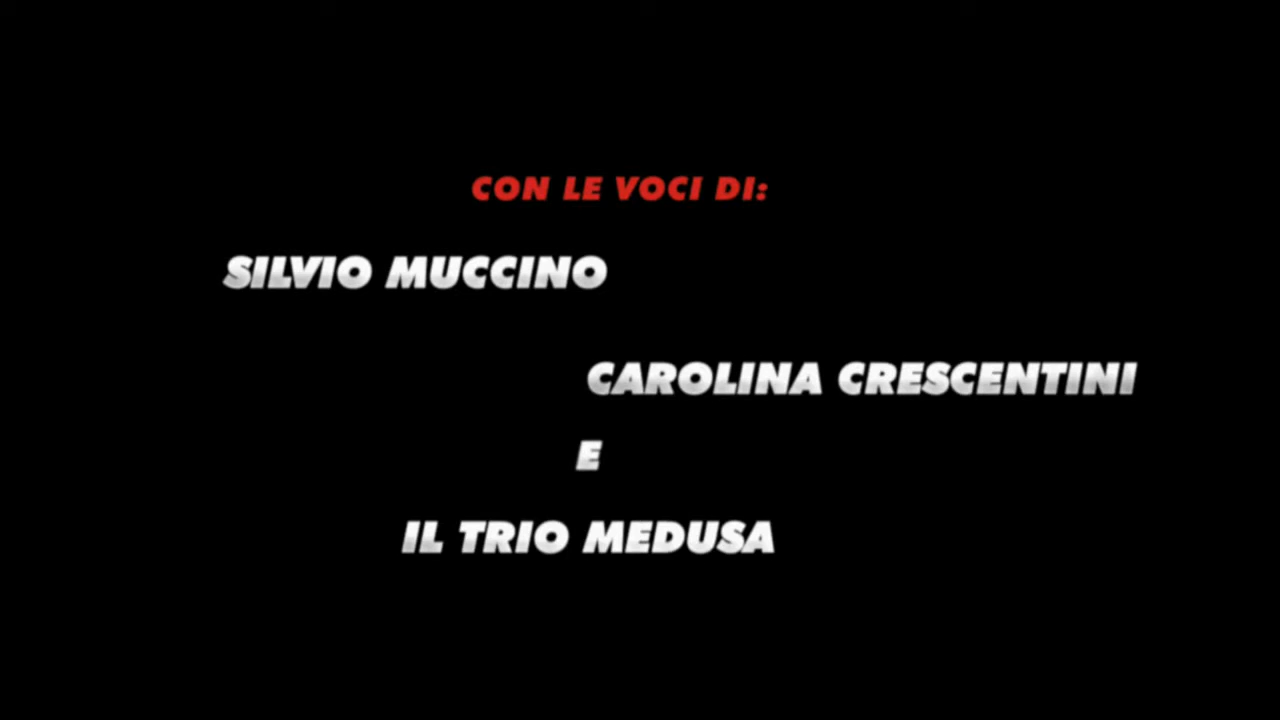 CON LE VOCI DI:
SILVIO MUCCINO
CAROLINA CRESCENTINI
E
IL TRIO MEDUSA